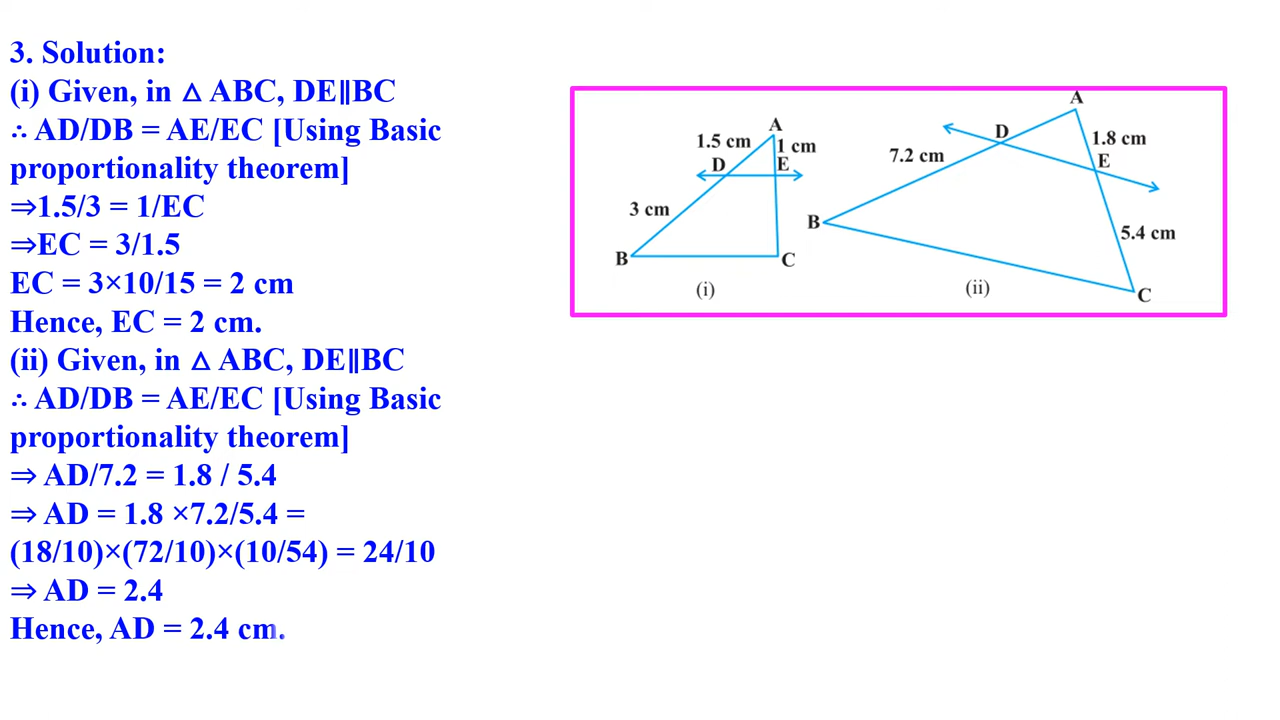 3. Solution:
(i) Given, in △ ABC, DE∥BC
∴ AD/DB = AE/EC [Using Basic
proportionality theorem]
⇒1.5/3 = 1/EC
⇒EC = 3/1.5
EC = 3×10/15 = 2 cm
Hence, EC = 2 cm.
(ii) Given, in △ ABC, DE∥BC
∴ AD/DB = AE/EC [Using Basic
proportionality theorem]
⇒ AD/7.2 = 1.8 / 5.4
⇒ AD = 1.8 ×7.2/5.4 =
(18/10)×(72/10)×(10/54) = 24/10
⇒ AD = 2.4
Hence, AD = 2.4 cm.
A
1.5 cm
1 cm
D
E
3 cm
B
C
(i)
A
D
1.8 cm
7.2 cm
E
B
5.4 cm
C
(ii)